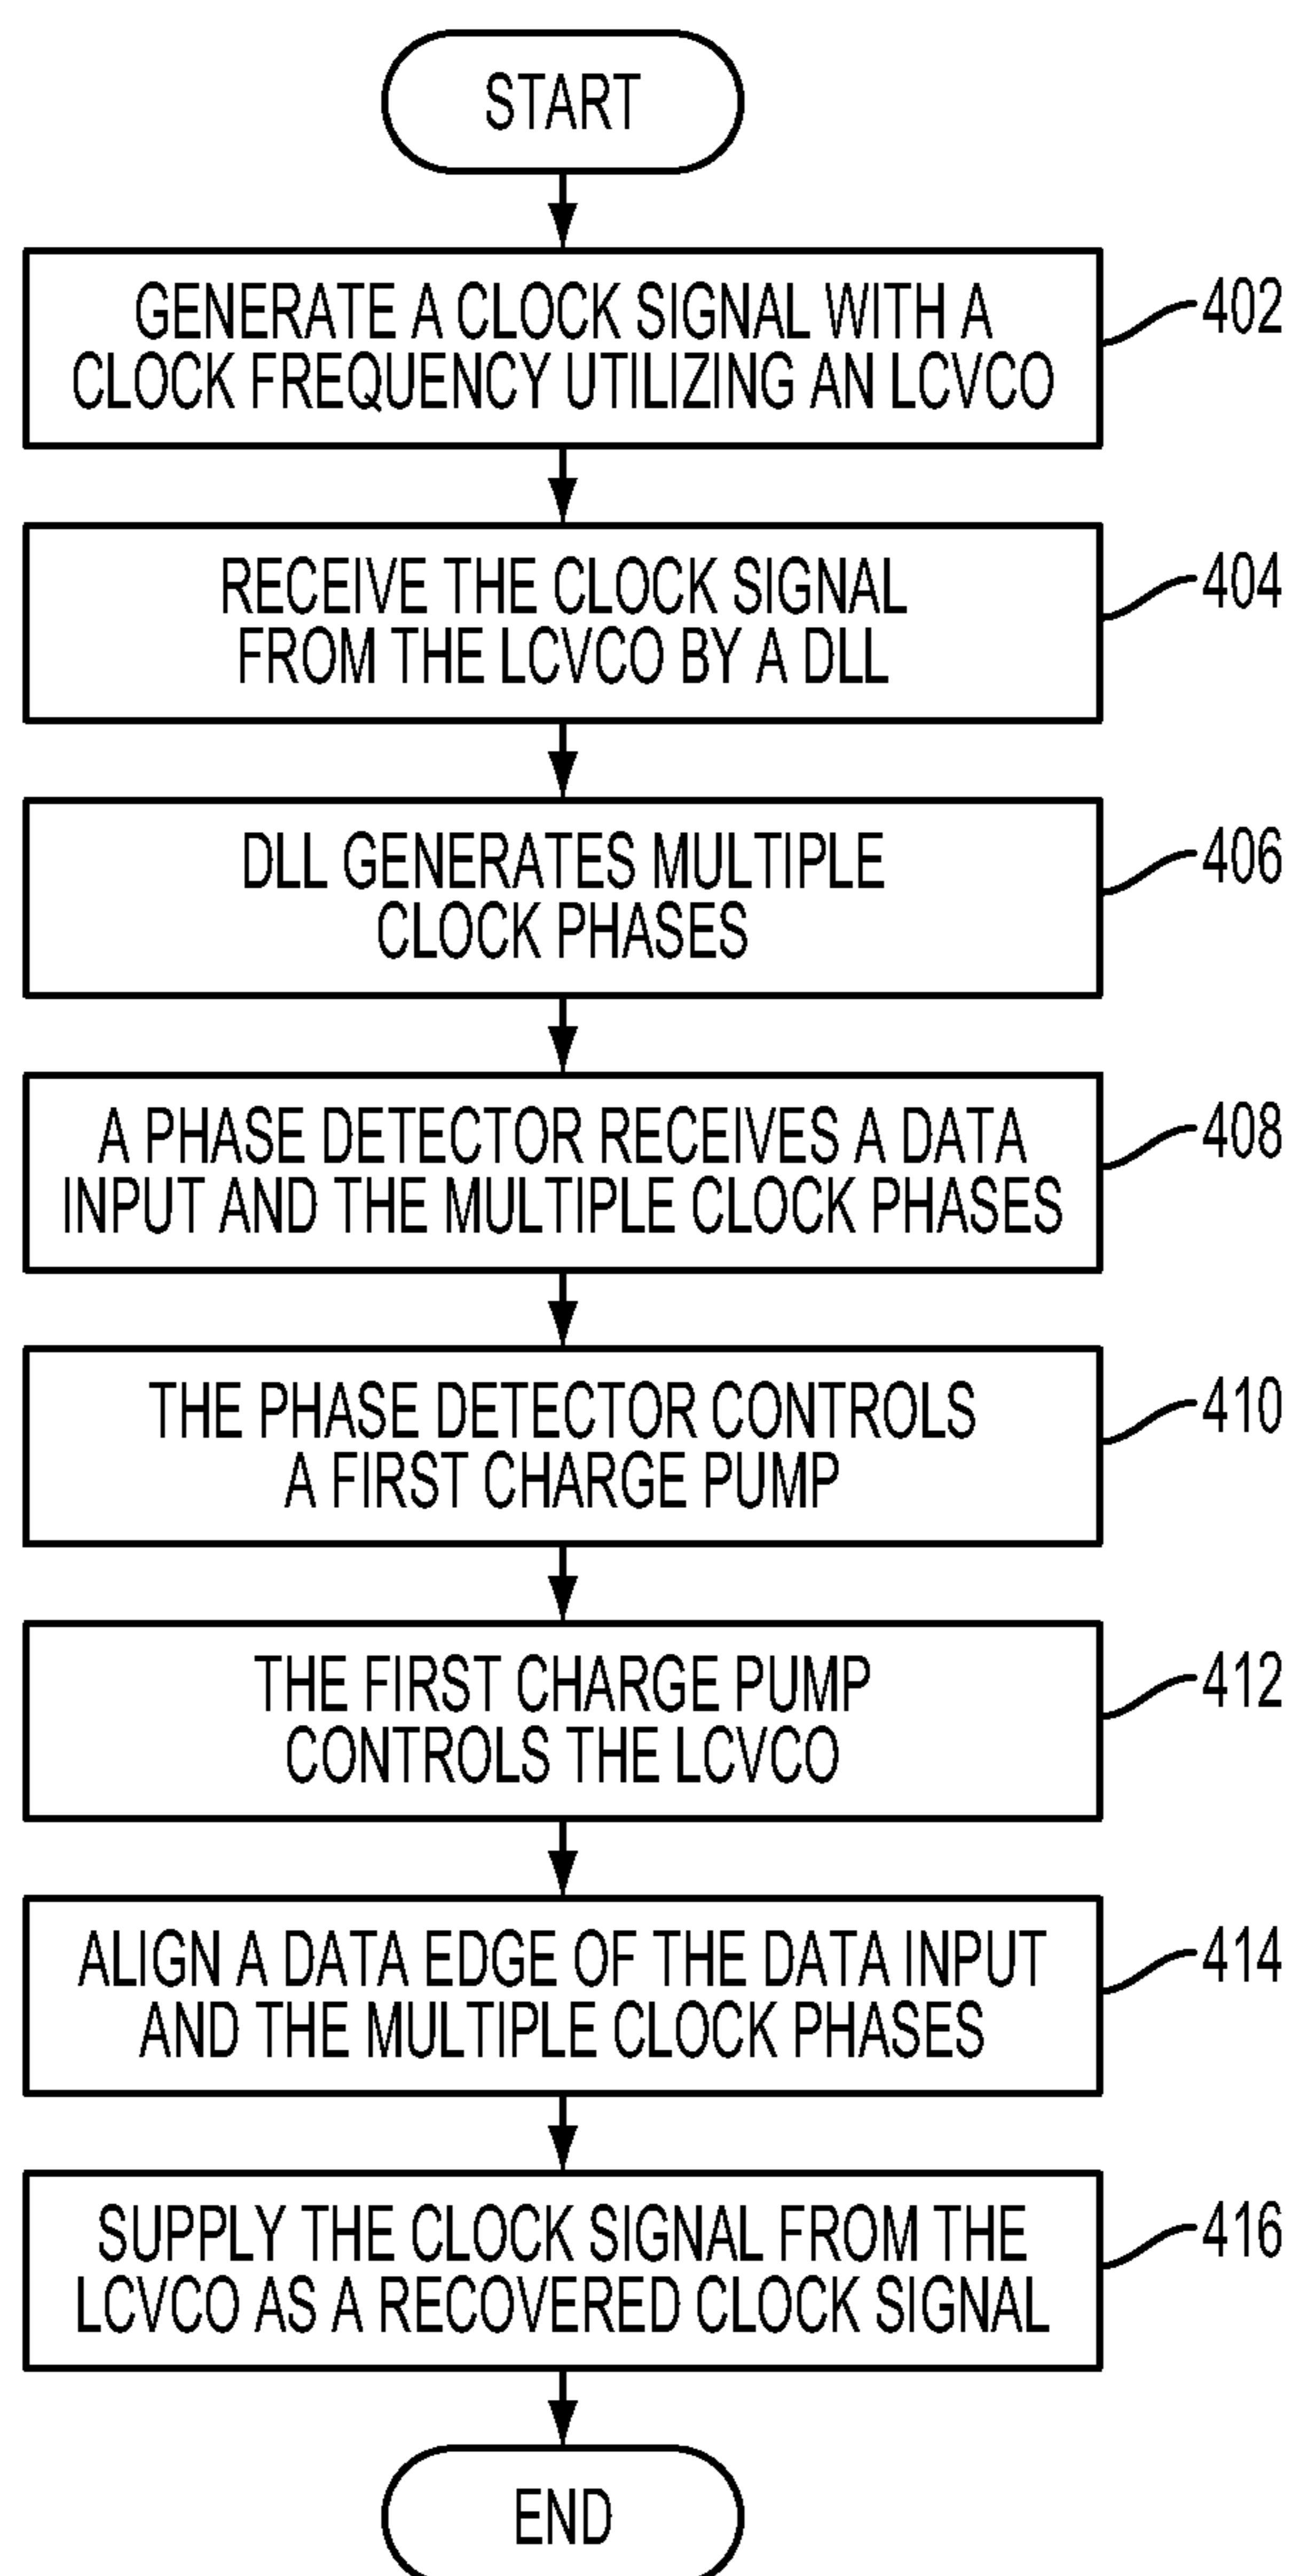 START
GENERATE A CLOCK SIGNAL WITH A
CLOCK FREQUENCY UTILIZING AN LCVCO
402
RECEIVE THE CLOCK SIGNAL
FROM THE LCVCO BY A DLL
404
DLL GENERATES MULTIPLE
CLOCK PHASES
406
A PHASE DETECTOR RECEIVES A DATA
INPUT AND THE MULTIPLE CLOCK PHASES
408
THE PHASE DETECTOR CONTROLS
A FIRST CHARGE PUMP
410
THE FIRST CHARGE PUMP
CONTROLS THE LCVCO
412
ALIGN A DATA EDGE OF THE DATA INPUT
AND THE MULTIPLE CLOCK PHASES
414
SUPPLY THE CLOCK SIGNAL FROM THE
LCVCO AS A RECOVERED CLOCK SIGNAL
416
END